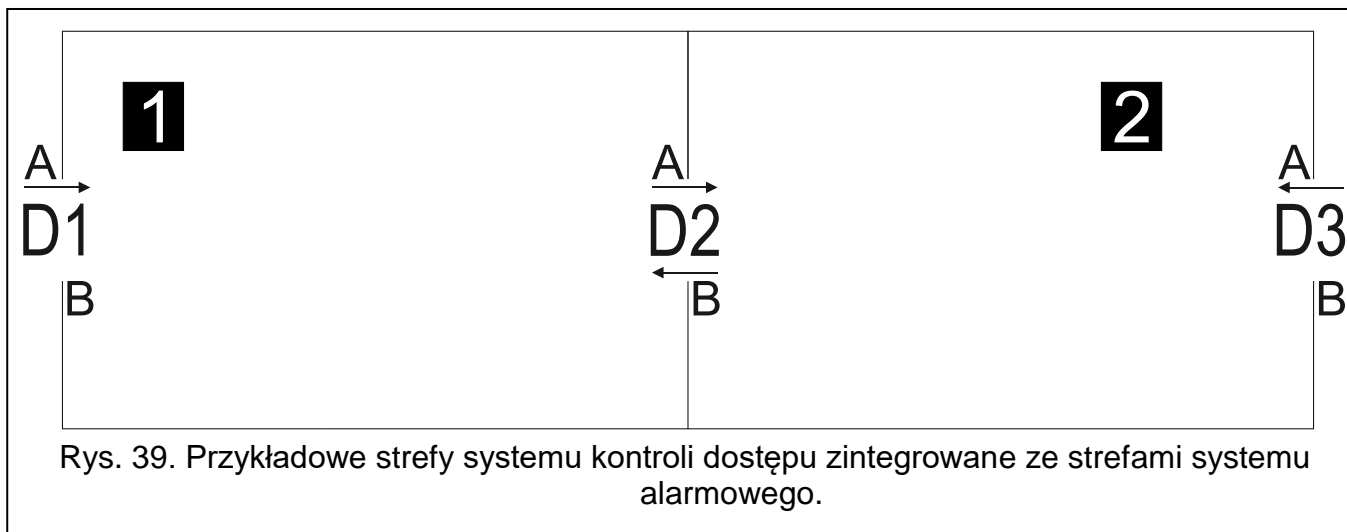 1
2
A
D1
B
A
D2
B
A
D3
B
Rys. 39. Przykładowe strefy systemu kontroli dostępu zintegrowane ze strefami systemu
alarmowego.